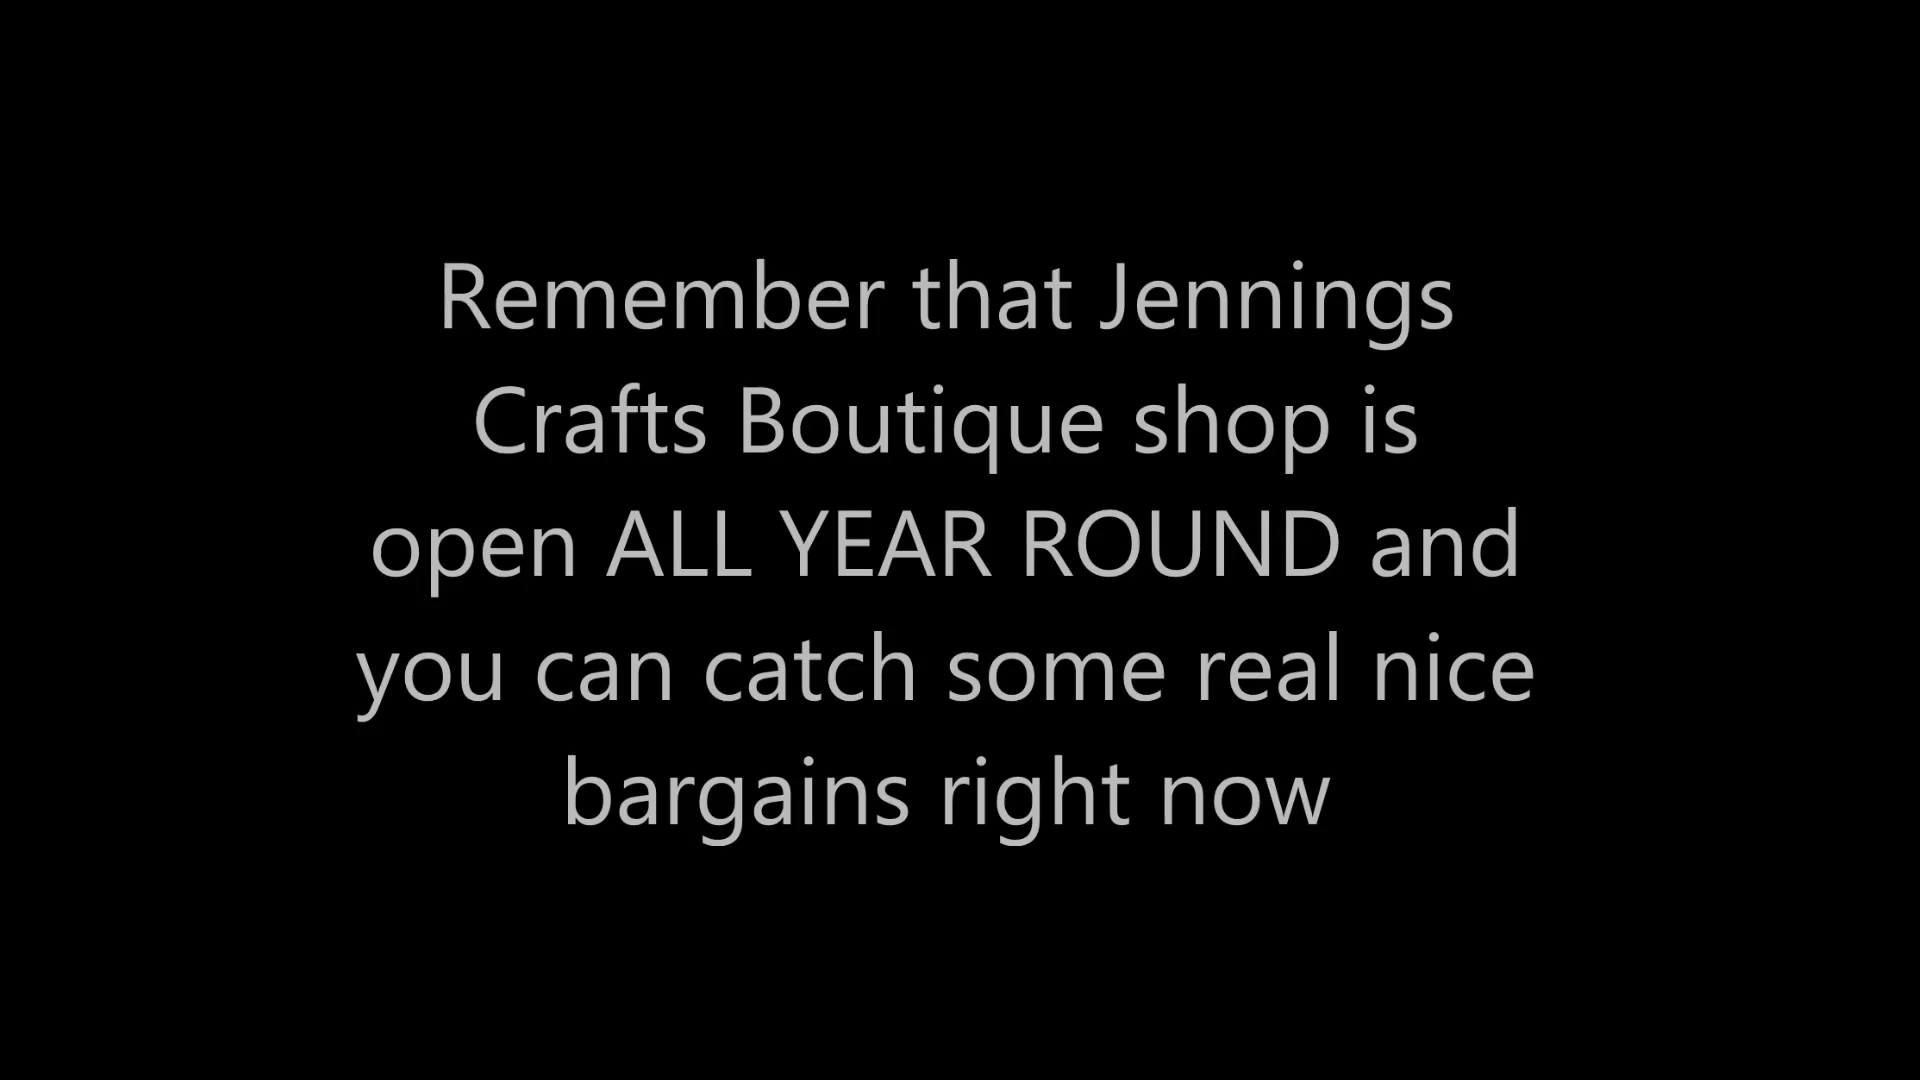 Remember that Jennings
Crafts Boutique shop is
open ALL YEAR ROUND and
you can catch some real nice
bargains right now